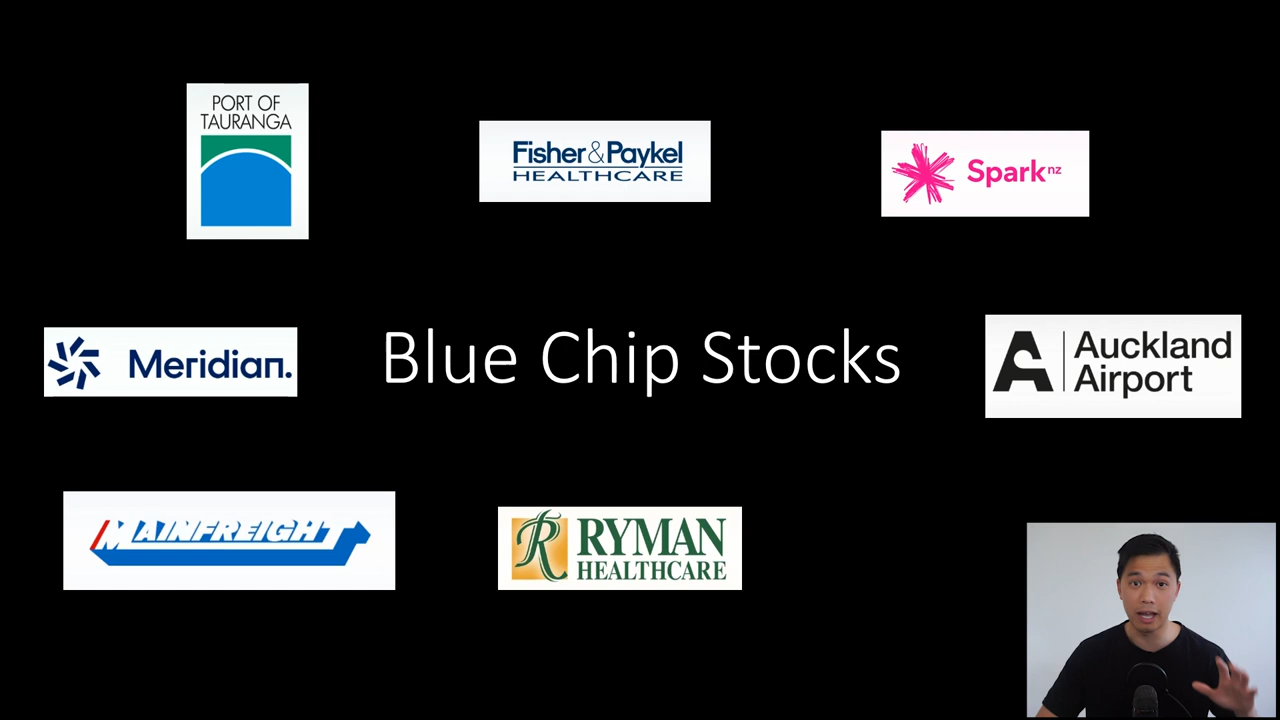 PORT OF
TAURANGA
Fisher&Paykel
HEALTHCARE
Spark nz
Meridian.
Blue Chip Stocks
Auckland
Airport
MAINFREIGHT
R RYMAN
HEALTHCARE